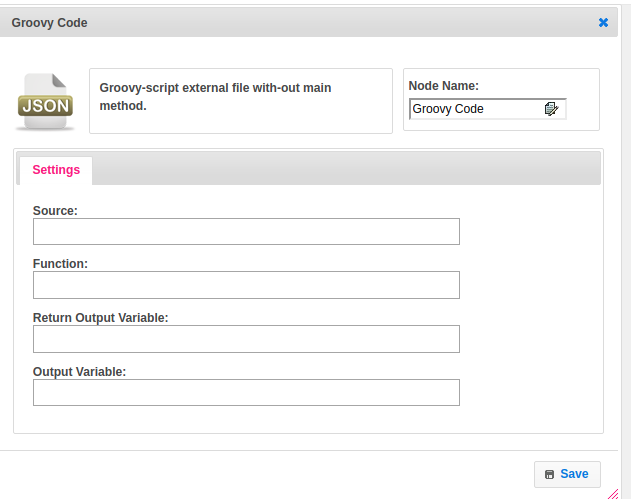 Groovy Code
JSON
Groovy-script external file with-out main
method.
Node Name:
Groovy Code
Settings
Source:
Function:
Return Output Variable:
Output Variable:
Save